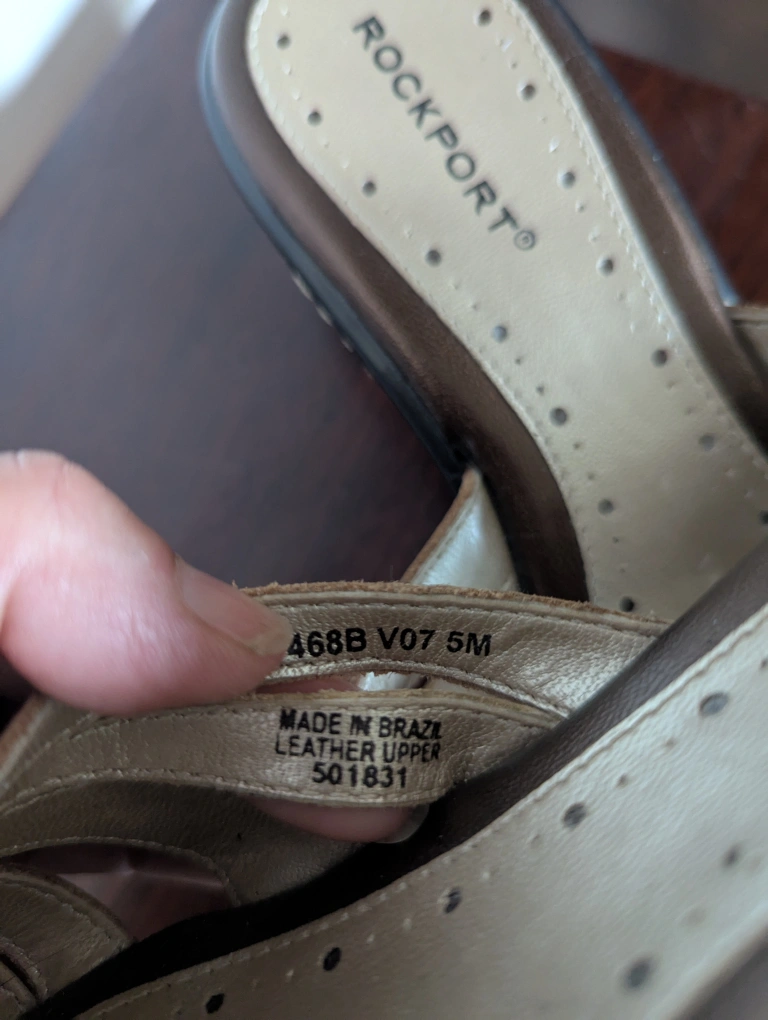 ROCKPORT®
468B V07 5M
MADE IN BRAZIL
LEATHER UPPER
501831